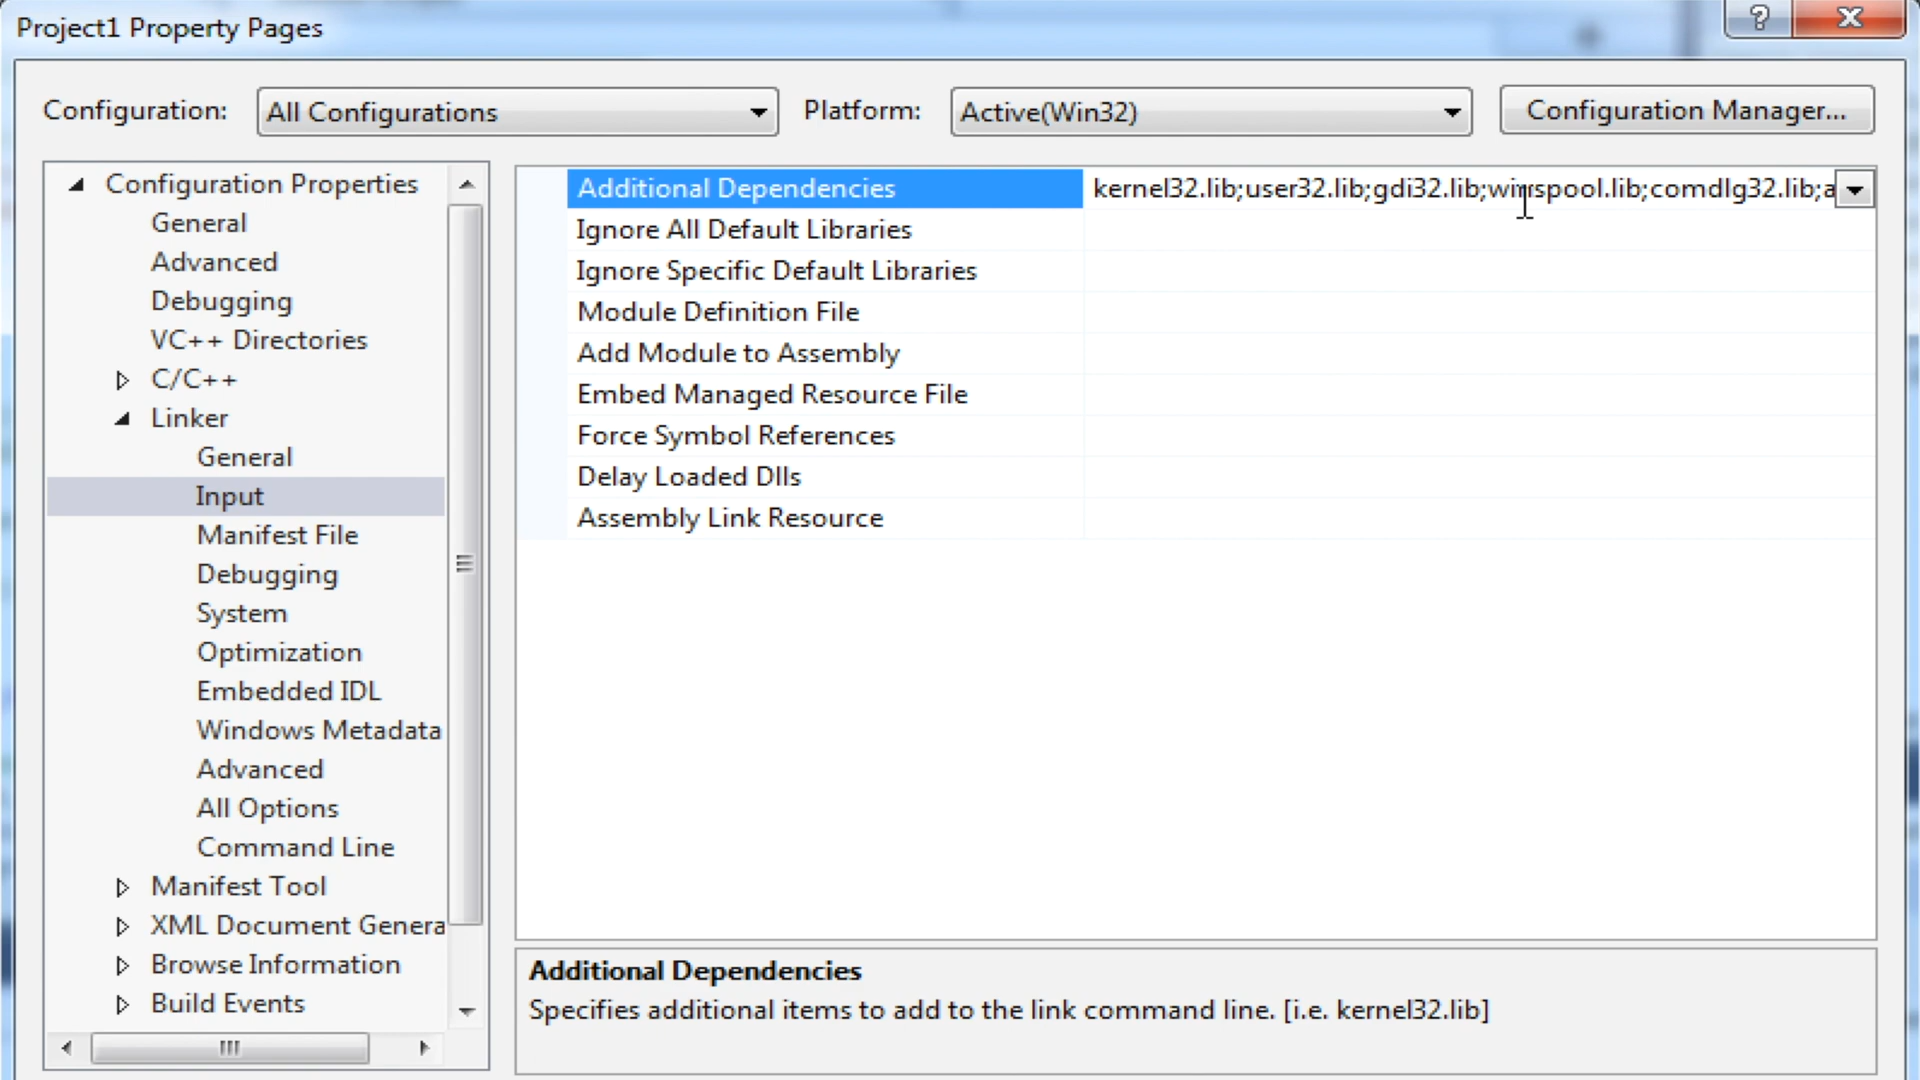 Project1 Property Pages
Configuration: All Configurations Platform: Active(Win32) Configuration Manager...
Configuration Properties
General
Advanced
Debugging
VC++ Directories
C/C++
Linker
General
Input
Manifest File
Debugging
System
Optimization
Embedded IDL
Windows Metadata
Advanced
All Options
Command Line
Manifest Tool
XML Document Genera
Browse Information
Build Events
Additional Dependencies kernel32.lib;user32.lib;gdi32.lib;winspool.lib;comdlg32.lib;a
Ignore All Default Libraries
Ignore Specific Default Libraries
Module Definition File
Add Module to Assembly
Embed Managed Resource File
Force Symbol References
Delay Loaded Dlls
Assembly Link Resource
Additional Dependencies
Specifies additional items to add to the link command line. [i.e. kernel32.lib]